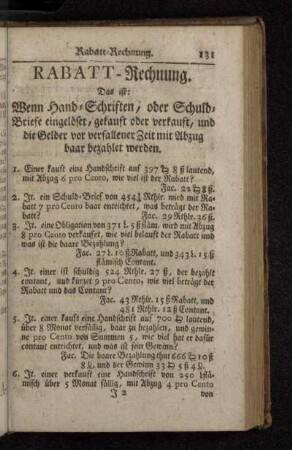 Rabatt-Rechnung. 131
RABATT-Rechnung.
Das ist:
Wenn Hand-Schriften, oder Schuld-
Briefe eingelöset, gekauft oder verkauft, und
die Gelder vor verfallener Zeit mit Abzug
baar bezahlet werden.
1. Einer kauft eine Handschrift auf 397 8 ß lautend,
mit Abzug 6 pro Cento, wie viel ist der Rabatt?
Fac. 22 8 ß.
2. It. ein Schuld-Brief von 454 Rthlr. wird mit Ra-
batt 7 pro Cento baar entrichtet, was beträgt der Ra-
batt? Fac. 29 Rthlr. 36 ß.
3. It. eine Obligation von 371 5 ß fläm. wird mit Abzug
8 pro Cento verkaufet, wie viel belauft der Rabatt und
was ist die baare Bezahlung?
Fac. 27 10 ß Rabatt, und 343 15 ß
flämisch Contant.
4. It. einer ist schuldig 524 Rthlr. 27 ß, der bezahlt
contant, und kürzet 9 pro Cento; wie viel beträgt der
Rabatt und das Contant?
Fac. 43 Rthlr. 15 ß Rabatt, und
481 Rthlr. 12 ß Contant.
5. It. einer kauft eine Handschrift auf 700 lautend,
über 8 Monat verfällig, baar zu bezahlen, und gewin-
ne pro Cento von Summen 5, wie viel hat er dafür
contant entrichtet, und was ist sein Gewinn?
Fac. Die baare Bezahlung thut 666 10 ß
8 und der Gewinn 33 5 ß 4
6. It. einer verkauft eine Handschrift von 250
misch über 5 Monat fällig, mit Abzug 4 pro Cento
J 2 von